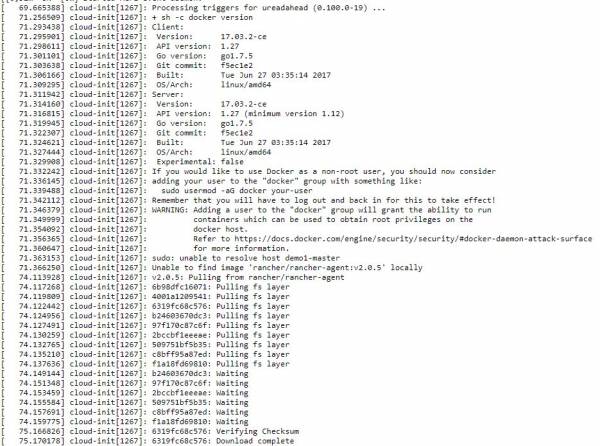 [   69.665388] cloud-init[1267]: Processing triggers for ureadahead (0.100.0-19) ...
[   71.256509] cloud-init[1267]: + sh -c docker version
[   71.293438] cloud-init[1267]: Client:
[   71.295901] cloud-init[1267]:  Version:      17.03.2-ce
[   71.298611] cloud-init[1267]:  API version:  1.27
[   71.301101] cloud-init[1267]:  Go version:   go1.7.5
[   71.303638] cloud-init[1267]:  Git commit:   f5ec1e2
[   71.306166] cloud-init[1267]:  Built:        Tue Jun 27 03:35:14 2017
[   71.309295] cloud-init[1267]:  OS/Arch:      linux/amd64
[   71.312941] cloud-init[1267]: Server:
[   71.314160] cloud-init[1267]:  Version:      17.03.2-ce
[   71.316815] cloud-init[1267]:  API version:  1.27 (minimum version 1.12)
[   71.319945] cloud-init[1267]:  Go version:   go1.7.5
[   71.322307] cloud-init[1267]:  Git commit:   f5ec1e2
[   71.324621] cloud-init[1267]:  Built:        Tue Jun 27 03:35:14 2017
[   71.327444] cloud-init[1267]:  OS/Arch:      linux/amd64
[   71.329908] cloud-init[1267]:  Experimental: false
[   71.332242] cloud-init[1267]: If you would like to use Docker as a non-root user, you should now consider
[   71.336145] cloud-init[1267]: adding your user to the "docker" group with something like:
[   71.339488] cloud-init[1267]:   sudo usermod -aG docker your-user
[   71.342112] cloud-init[1267]: Remember that you will have to log out and back in for this to take effect!
[   71.346379] cloud-init[1267]: WARNING: Adding a user to the "docker" group will grant the ability to run
[   71.349999] cloud-init[1267]:          containers which can be used to obtain root privileges on the
[   71.354092] cloud-init[1267]:          docker host.
[   71.356365] cloud-init[1267]:          Refer to https://docs.docker.com/engine/security/security/#docker-daemon-attack-surface
[   71.360647] cloud-init[1267]:          for more information.
[   71.363153] cloud-init[1267]: sudo: unable to resolve host demo1-master
[   71.366250] cloud-init[1267]: Unable to find image 'rancher/rancher-agent:v2.0.5' locally
[   74.113928] cloud-init[1267]: v2.0.5: Pulling from rancher/rancher-agent
[   74.117268] cloud-init[1267]: 6b98dfc16071: Pulling fs layer
[   74.119809] cloud-init[1267]: 4001a1209541: Pulling fs layer
[   74.122442] cloud-init[1267]: 6319fc68c576: Pulling fs layer
[   74.124956] cloud-init[1267]: b24603670dc3: Pulling fs layer
[   74.127491] cloud-init[1267]: 97f170c87c6f: Pulling fs layer
[   74.130259] cloud-init[1267]: 2bccbf1eeeae: Pulling fs layer
[   74.132765] cloud-init[1267]: 509751bf5b35: Pulling fs layer
[   74.135210] cloud-init[1267]: c8bff95a87ed: Pulling fs layer
[   74.137636] cloud-init[1267]: f1a18fd69810: Pulling fs layer
[   74.149144] cloud-init[1267]: b24603670dc3: Waiting
[   74.151348] cloud-init[1267]: 97f170c87c6f: Waiting
[   74.153459] cloud-init[1267]: 2bccbf1eeeae: Waiting
[   74.155584] cloud-init[1267]: 509751bf5b35: Waiting
[   74.157691] cloud-init[1267]: c8bff95a87ed: Waiting
[   74.159775] cloud-init[1267]: f1a18fd69810: Waiting
[   75.166826] cloud-init[1267]: 6319fc68c576: Verifying Checksum
[   75.170178] cloud-init[1267]: 6319fc68c576: Download complete